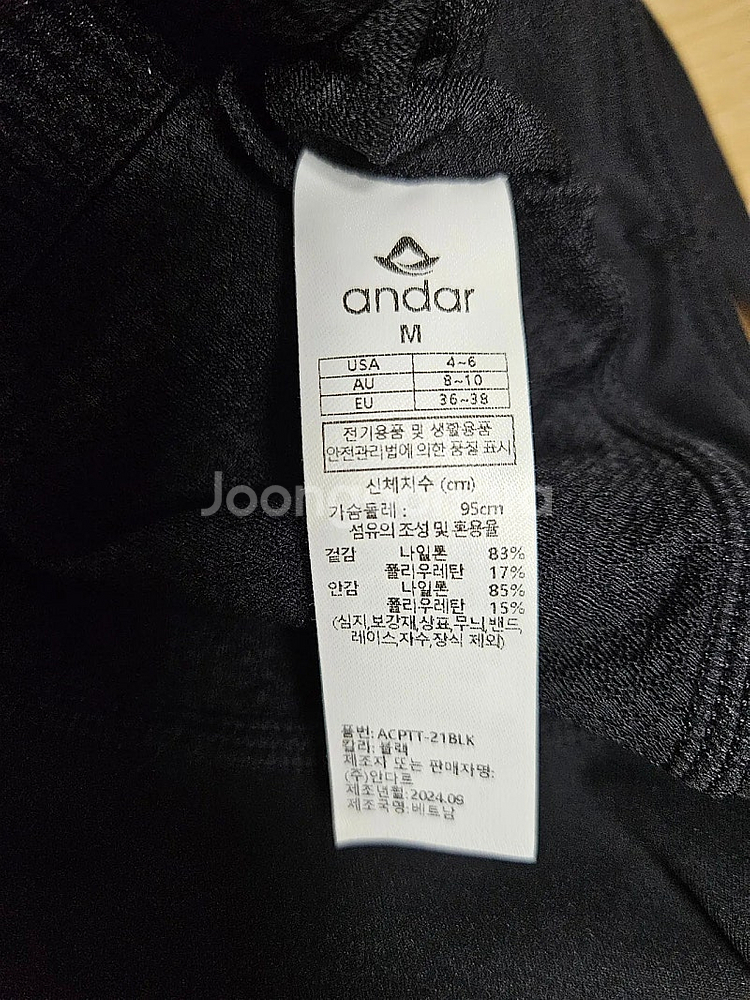 andar
M
USA 4~6
AU 8~10
EU 36~38
전기용품 및 생활용품
안전관리법에 의한 품질 표시
신체치수 (cm)
가슴둘레 : 95cm
섬유의 조성 및 혼용율
겉감 나일론 83%
폴리우레탄 17%
안감 나일론 85%
폴리우레탄 15%
(심지,보강재,상표,무늬,밴드,
레이스,자수,장식 제외)
품번: ACPTT-21BLK
칼라: 블랙
제조자 또는 판매자명:
(주)안다르
제조년월: 2024.09
제조국명: 베트남